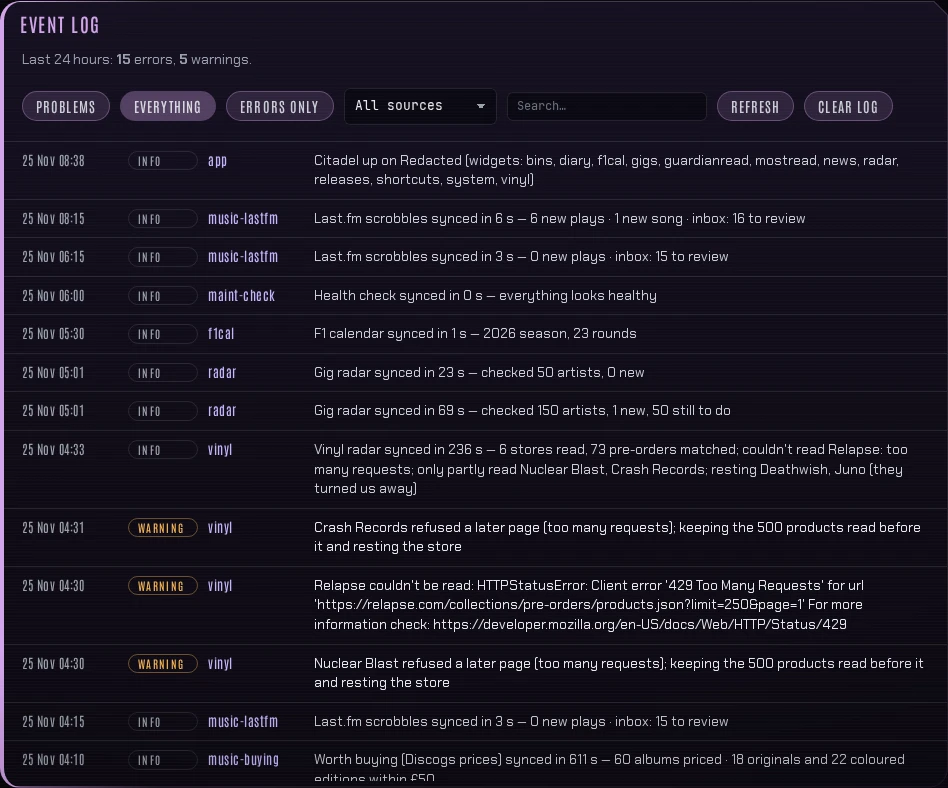 EVENT LOG
Last 24 hours: 15 errors, 5 warnings.
PROBLEMS EVERYTHING ERRORS ONLY All sources Search... REFRESH CLEAR LOG
25 Nov 08:38 INFO app Citadel up on Redacted (widgets: bins, diary, f1cal, gigs, guardianread, mostread, news, radar,
releases, shortcuts, system, vinyl)
25 Nov 08:15 INFO music-lastfm Last.fm scrobbles synced in 6 s — 6 new plays · 1 new song · inbox: 16 to review
25 Nov 06:15 INFO music-lastfm Last.fm scrobbles synced in 3 s — 0 new plays · inbox: 15 to review
25 Nov 06:00 INFO maint-check Health check synced in 0 s — everything looks healthy
25 Nov 05:30 INFO f1cal F1 calendar synced in 1 s — 2026 season, 23 rounds
25 Nov 05:01 INFO radar Gig radar synced in 23 s — checked 50 artists, 0 new
25 Nov 05:01 INFO radar Gig radar synced in 69 s — checked 150 artists, 1 new, 50 still to do
25 Nov 04:33 INFO vinyl Vinyl radar synced in 236 s — 6 stores read, 73 pre-orders matched; couldn't read Relapse: too
many requests; only partly read Nuclear Blast, Crash Records; resting Deathwish, Juno (they
turned us away)
25 Nov 04:31 WARNING vinyl Crash Records refused a later page (too many requests); keeping the 500 products read before
it and resting the store
25 Nov 04:30 WARNING vinyl Relapse couldn't be read: HTTPStatusError: Client error '429 Too Many Requests' for url
'https://relapse.com/collections/pre-orders/products.json?limit=250&page=1' For more
information check: https://developer.mozilla.org/en-US/docs/Web/HTTP/Status/429
25 Nov 04:30 WARNING vinyl Nuclear Blast refused a later page (too many requests); keeping the 500 products read before it
and resting the store
25 Nov 04:15 INFO music-lastfm Last.fm scrobbles synced in 3 s — 0 new plays · inbox: 15 to review
25 Nov 04:10 INFO music-buying Worth buying (Discogs prices) synced in 611 s — 60 albums priced · 18 originals and 22 coloured
editions within £50